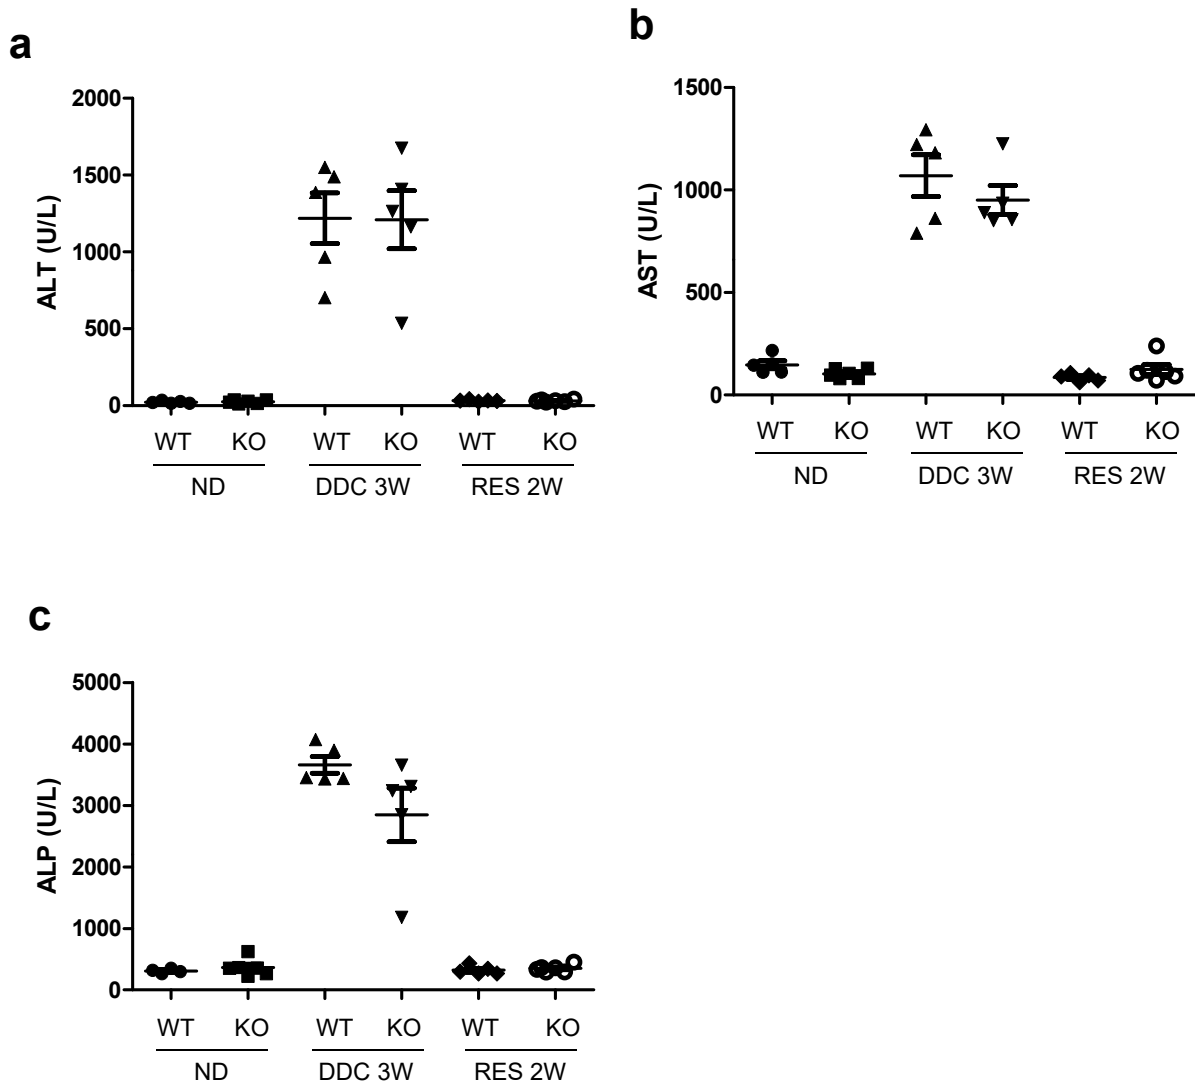 a
2000
1500
1000
500
0
ALT (U/L)
WT KO WT KO WT KO
ND DDC 3W RES 2W
b
1500
1000
500
0
AST (U/L)
WT KO WT KO WT KO
ND DDC 3W RES 2W
c
5000
4000
3000
2000
1000
0
ALP (U/L)
WT KO WT KO WT KO
ND DDC 3W RES 2W